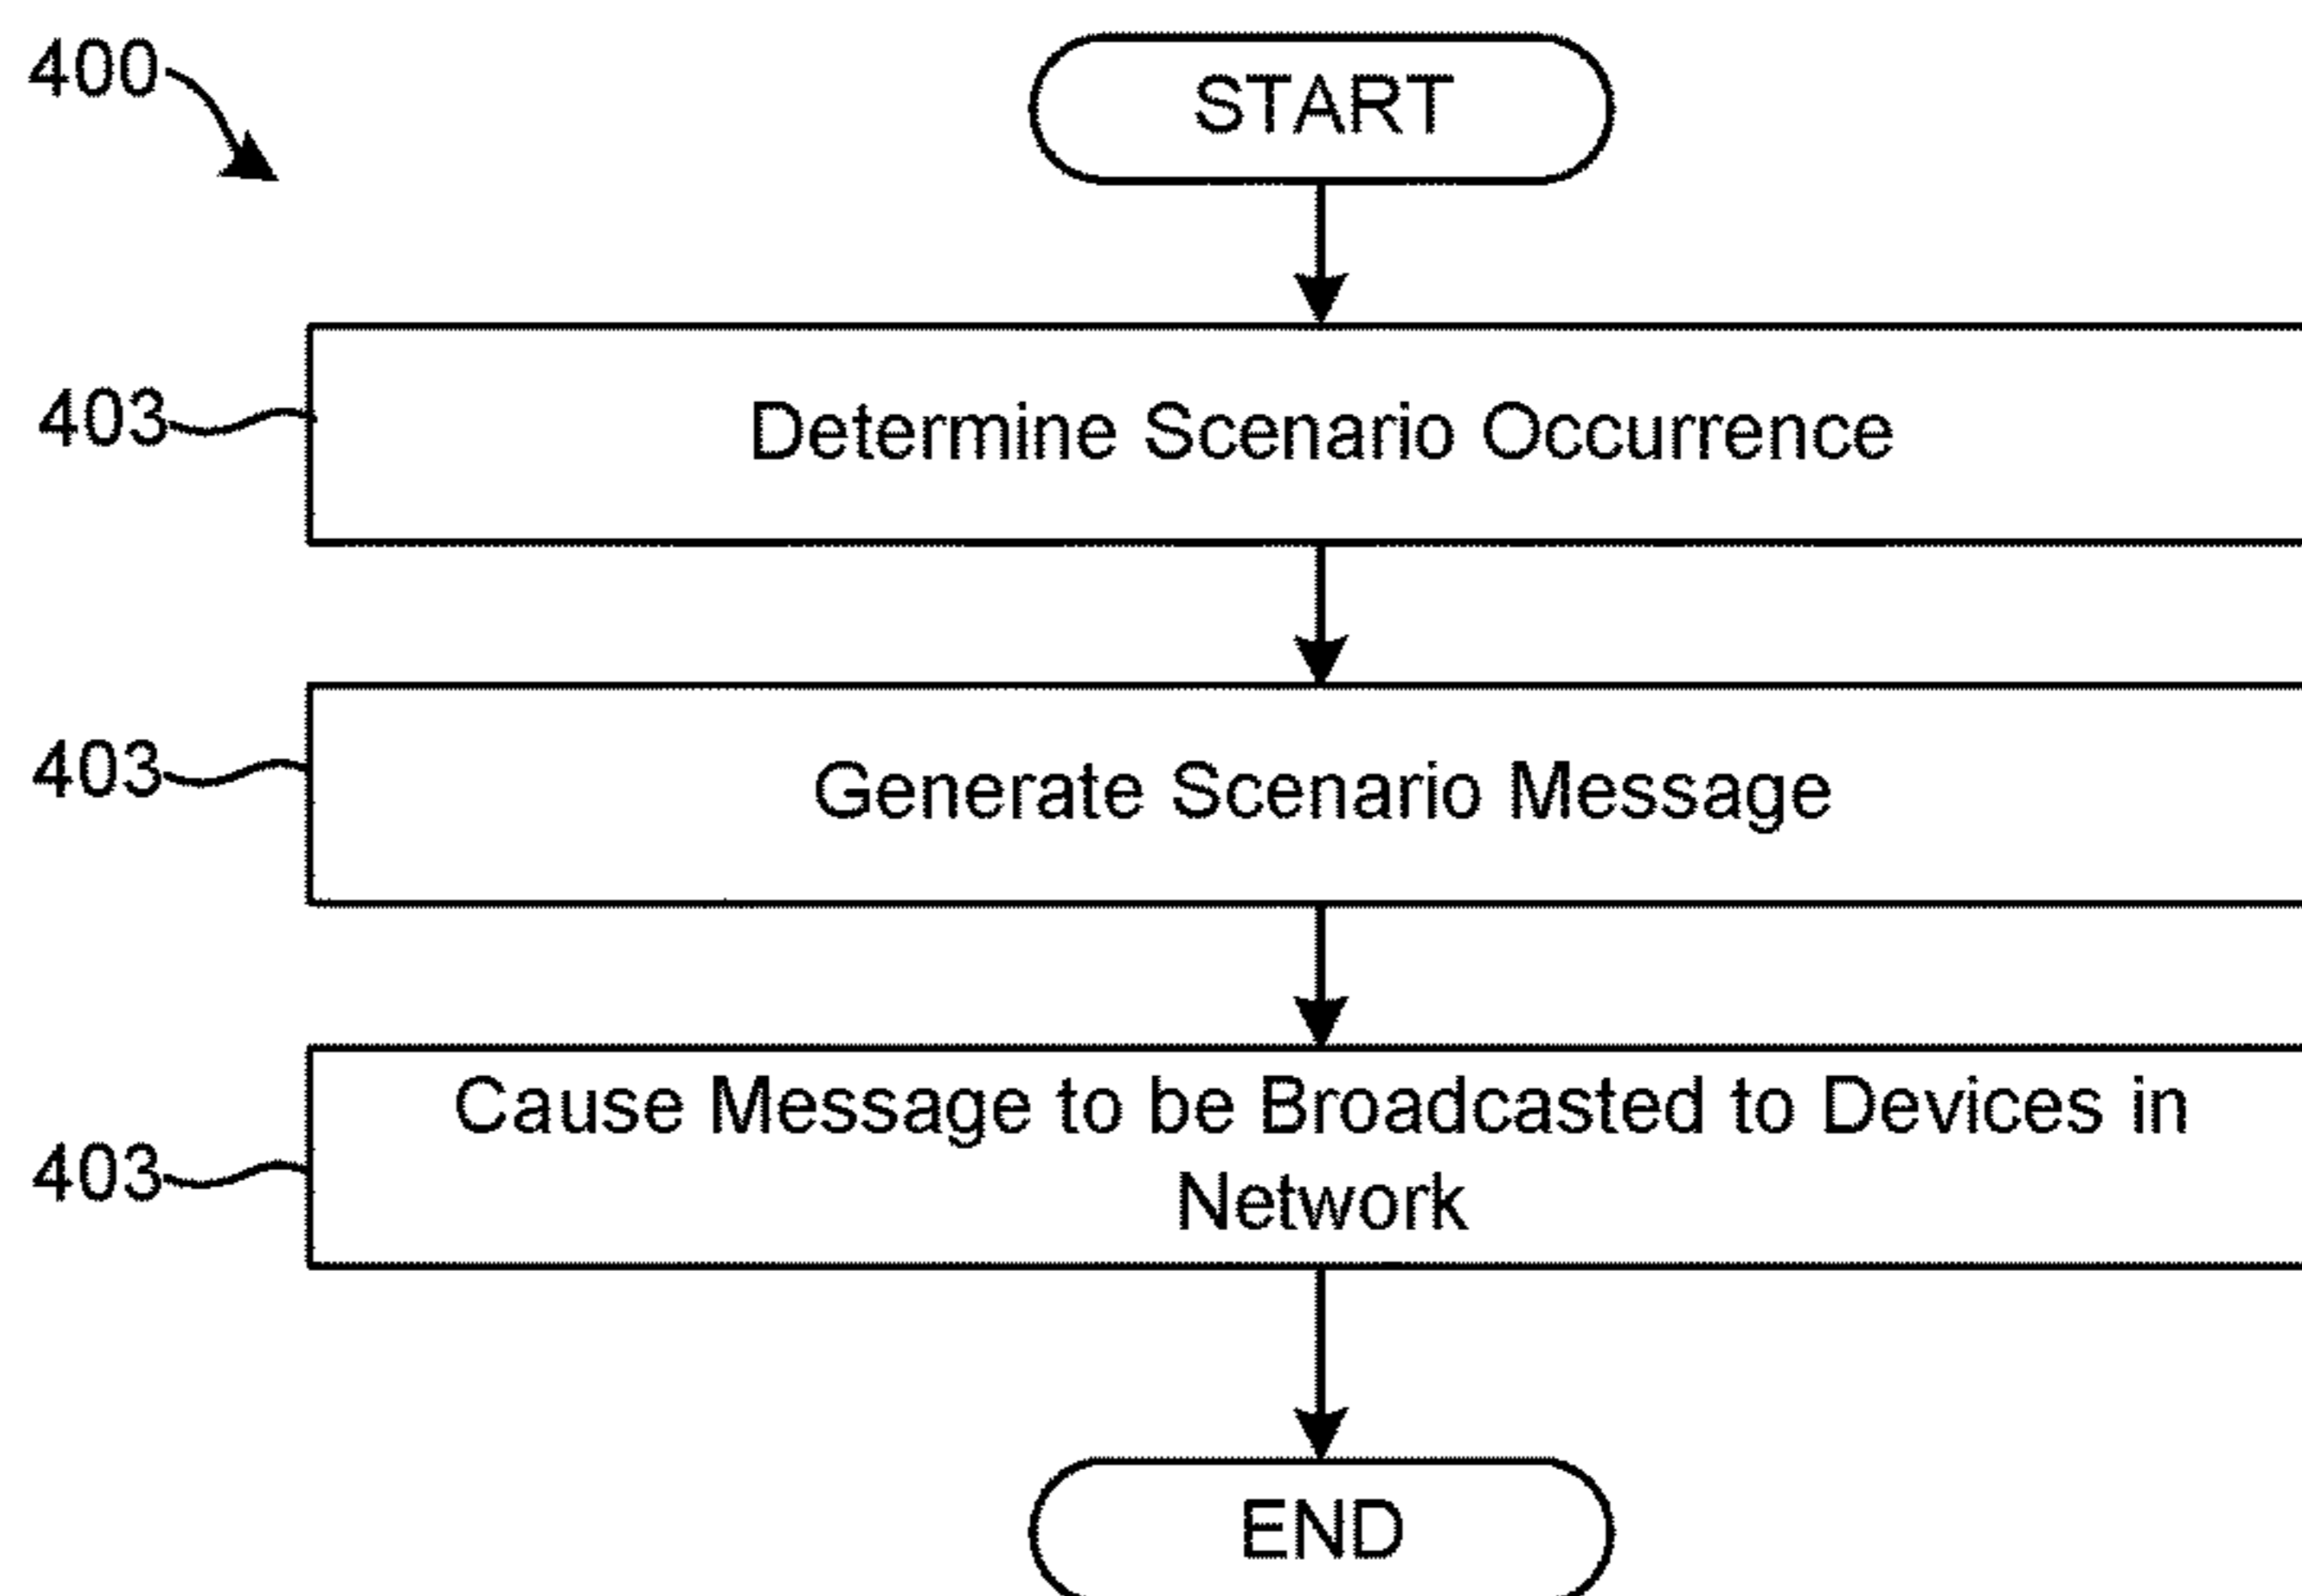 400
START
403
Determine Scenario Occurrence
403
Generate Scenario Message
403
Cause Message to be Broadcasted to Devices in
Network
END